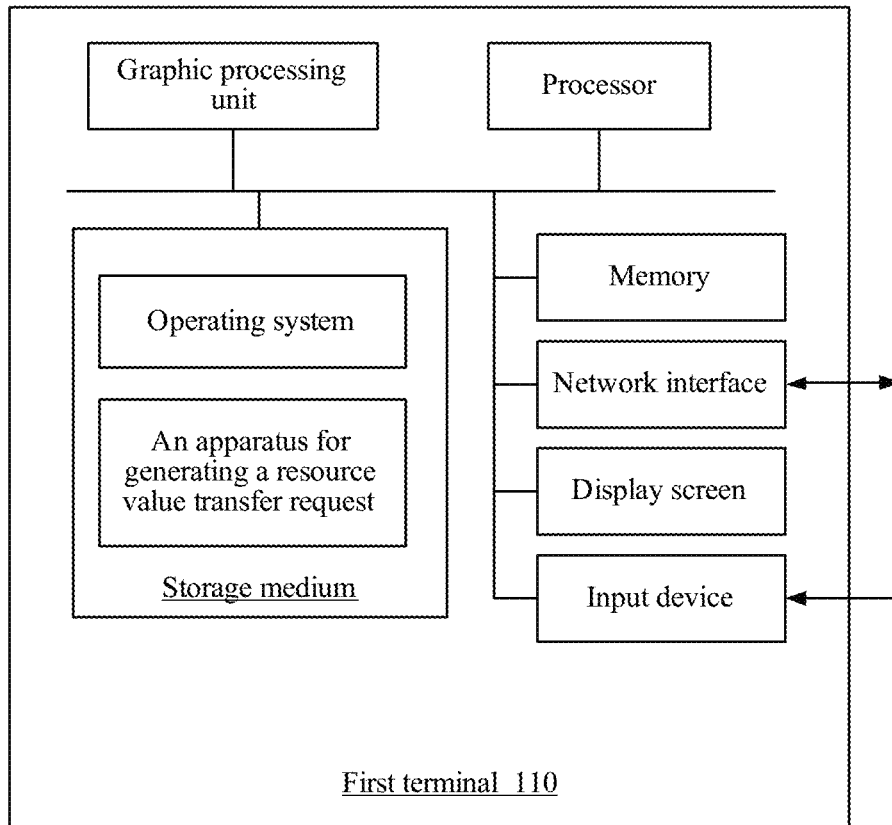 Graphic processing
unit
Processor
Operating system
An apparatus for
generating a resource
value transfer request
Storage medium
Memory
Network interface
Display screen
Input device
First terminal 110